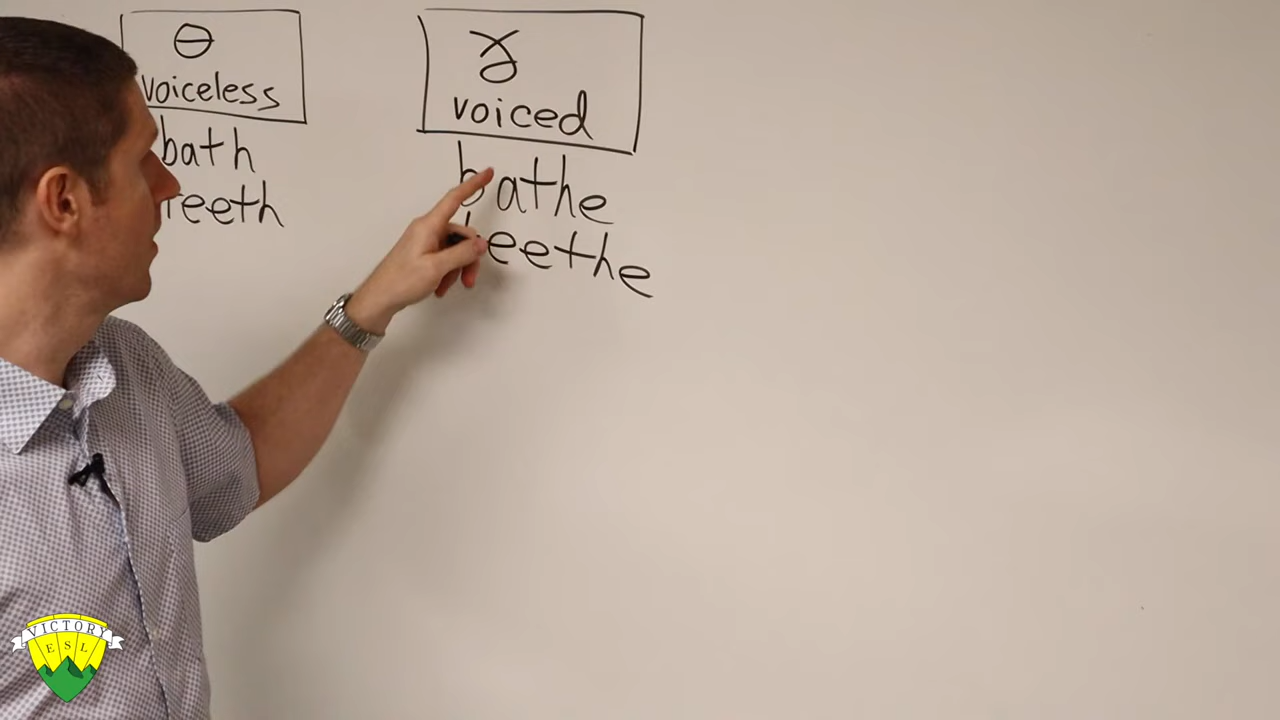 θ
voiceless
bath
teeth
ɣ
voiced
bathe
teethe
VICTORY
ESL